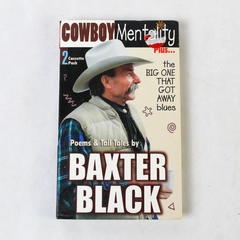 COWBOY Mentality
Plus...
2
Cassette
Pack
the
BIG ONE
THAT
GOT
AWAY
blues
Poems & Tall Tales by
BAXTER
BLACK